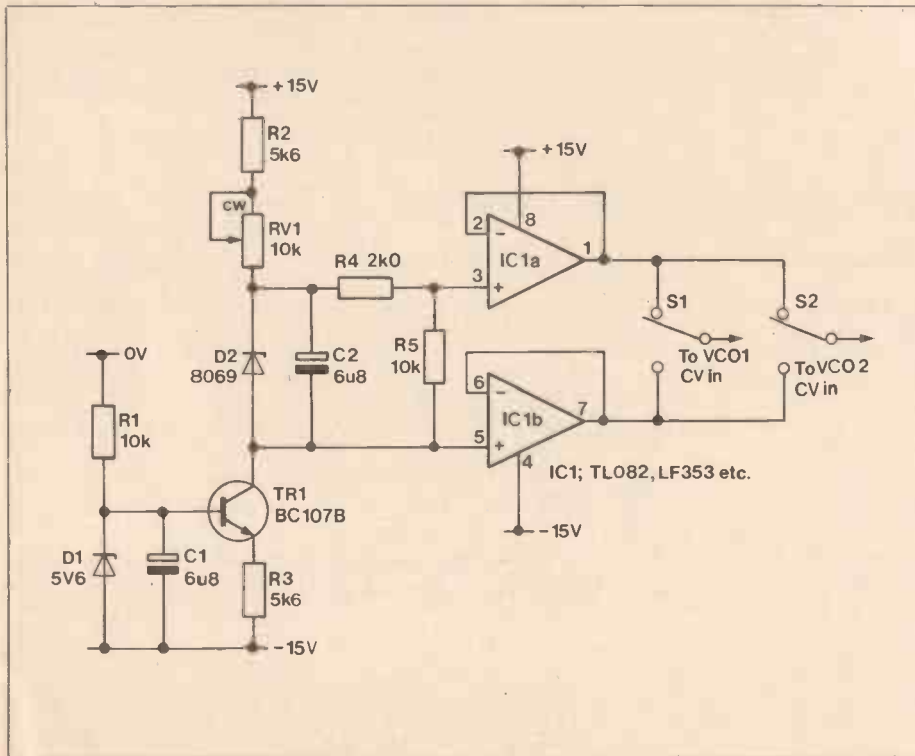 +15V
R2
5k6
CW
RV1
10k
D2
8069
C2
6u8
R4 2k0
R5
10k
+15V
2
3
-
+
8
IC1a
1
S1
S2
To VCO1
CV in
To VCO 2
CV in
6
5
-
+
4
IC1b
7
IC1; TL082, LF353 etc.
-15V
0V
R1
10k
TR1
BC107B
D1
5V6
C1
6u8
R3
5k6
-15V